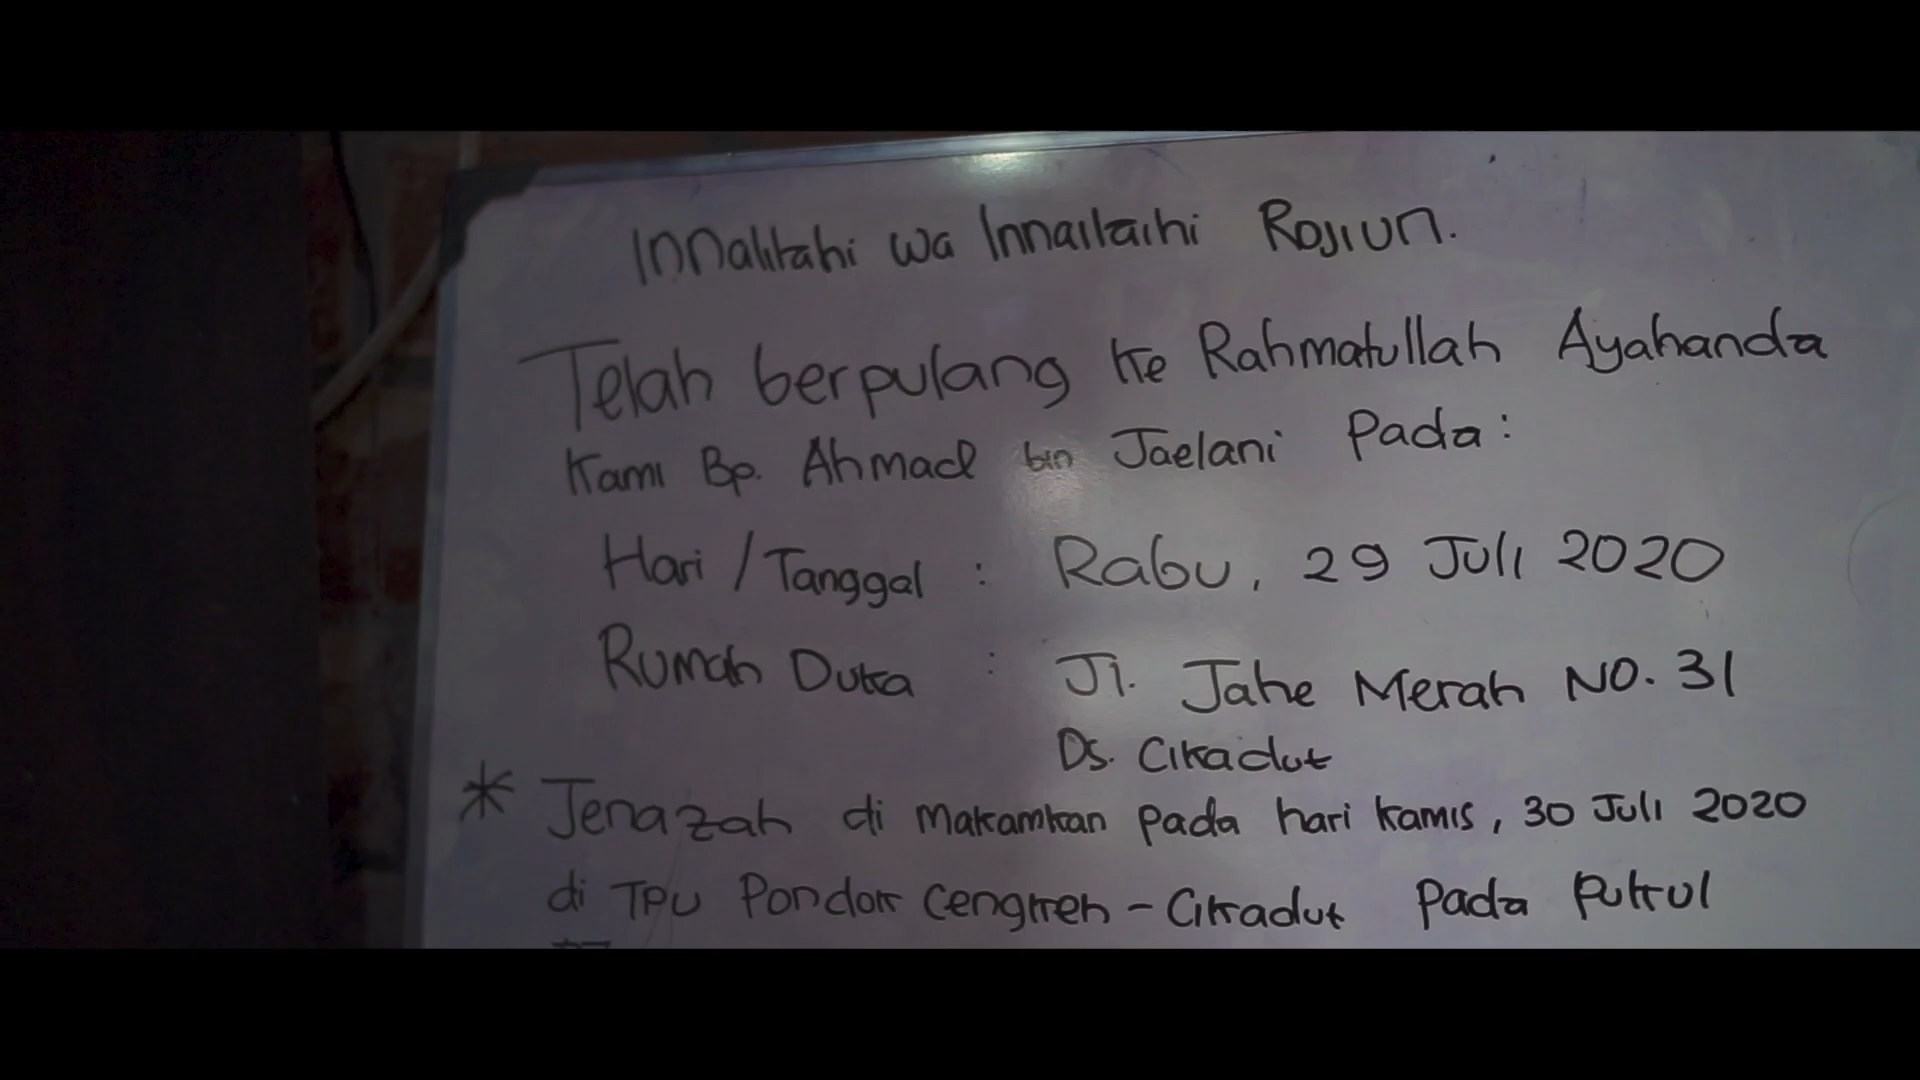 Innalilahi wa Innailaihi Rojiun.
Telah berpulang ke Rahmatullah Ayahanda
Kami Bp. Ahmad bin Jaelani Pada :
Hari / Tanggal : Rabu, 29 Juli 2020
Rumah Duka : Jl. Jahe Merah NO. 31
Ds. Cikadut
* Jenazah di makamkan pada hari kamis, 30 Juli 2020
di TPU Pondok Cengkeh - Cikadut Pada Pukul